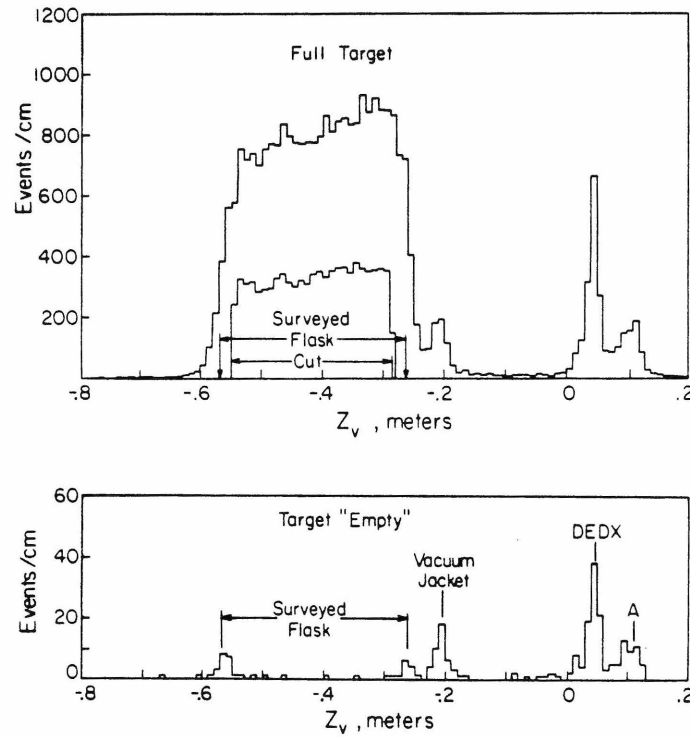 1200
1000
800
600
400
200
Events/cm
Full Target
Surveyed
Flask
Cut
-.8 -.6 -.4 -.2 0 .2
Zv , meters
60
40
20
0
Events/cm
Target "Empty"
Surveyed
Flask
Vacuum
Jacket
DEDX
A
-.8 -.6 -.4 -.2 0 .2
Zv , meters